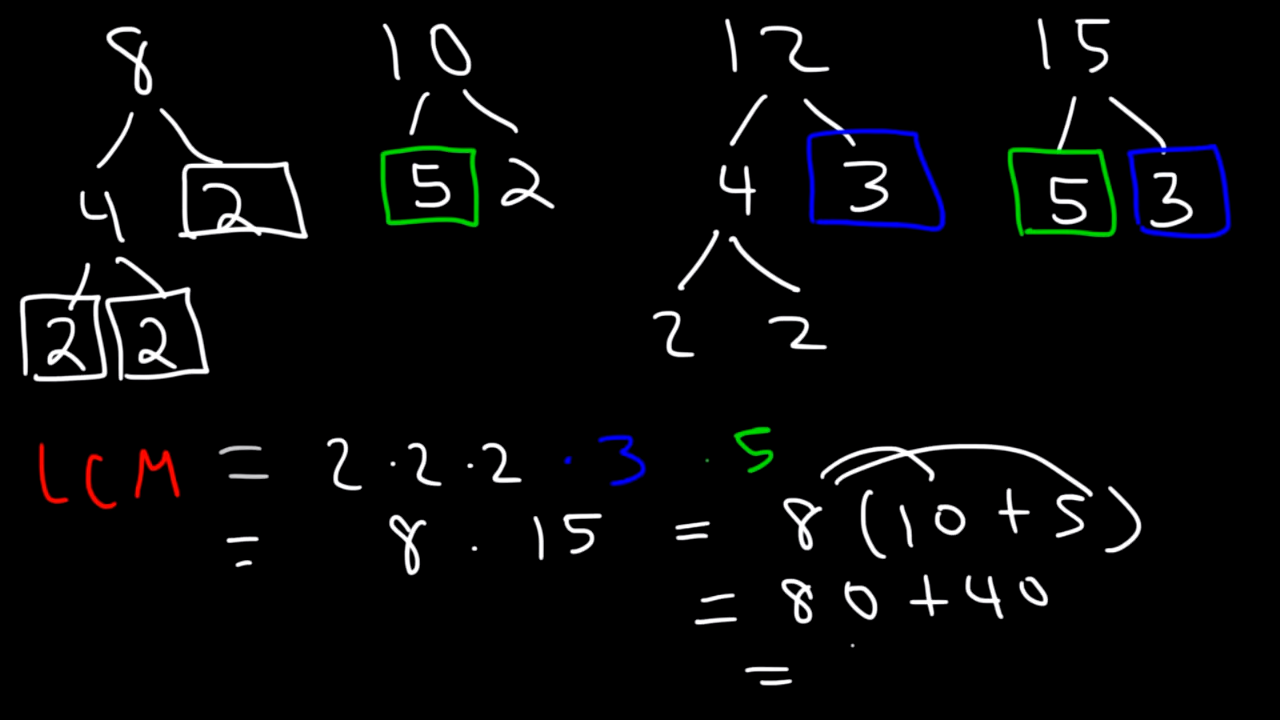 8 10 12 15
4 2 5 2 4 3 5 3
2 2 2 2
LCM = 2 · 2 · 2 · 3 · 5
= 8 · 15 = 8 (10 + 5)
= 80 + 40
=